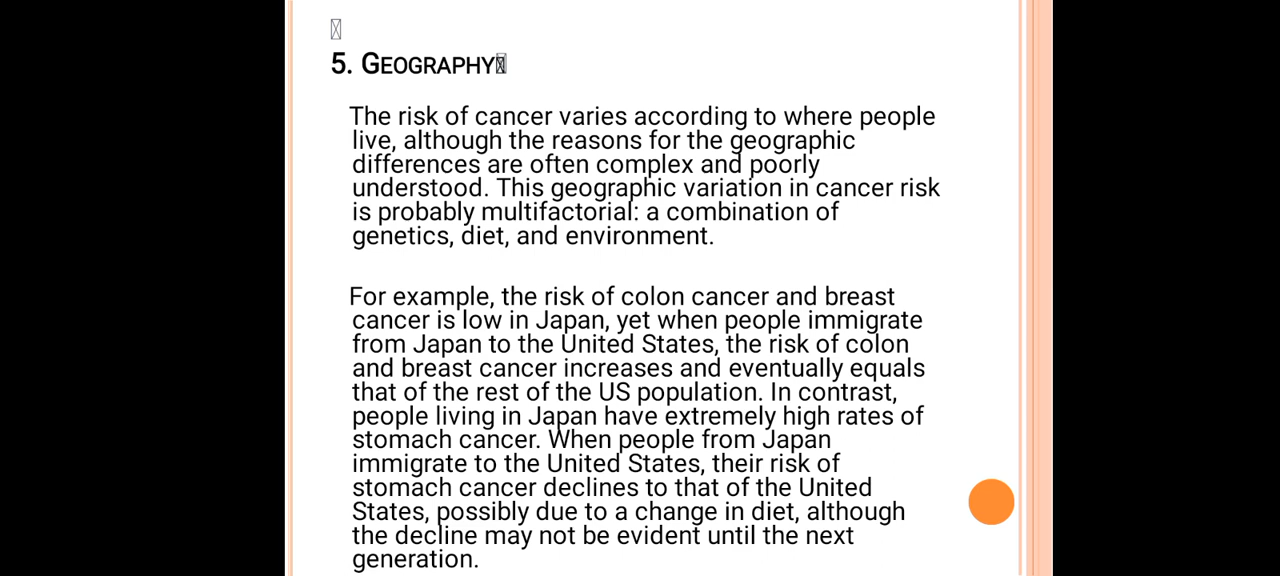 5. GEOGRAPHY
The risk of cancer varies according to where people
live, although the reasons for the geographic
differences are often complex and poorly
understood. This geographic variation in cancer risk
is probably multifactorial: a combination of
genetics, diet, and environment.
For example, the risk of colon cancer and breast
cancer is low in Japan, yet when people immigrate
from Japan to the United States, the risk of colon
and breast cancer increases and eventually equals
that of the rest of the US population. In contrast,
people living in Japan have extremely high rates of
stomach cancer. When people from Japan
immigrate to the United States, their risk of
stomach cancer declines to that of the United
States, possibly due to a change in diet, although
the decline may not be evident until the next
generation.